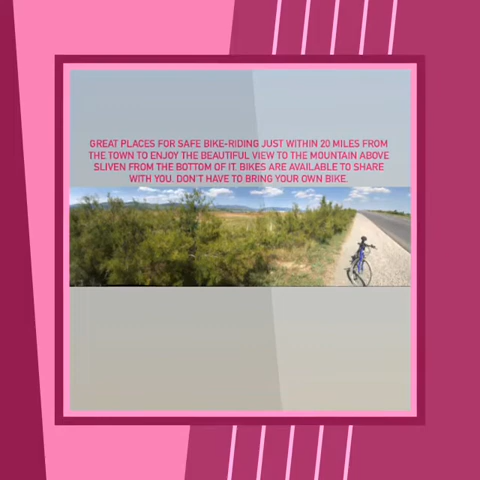 GREAT PLACES FOR SAFE BIKE-RIDING JUST WITHIN 20 MILES FROM
THE TOWN TO ENJOY THE BEAUTIFUL VIEW TO THE MOUNTAIN ABOVE
SLIVEN FROM THE BOTTOM OF IT. BIKES ARE AVAILABLE TO SHARE
WITH YOU. DON'T HAVE TO BRING YOUR OWN BIKE.